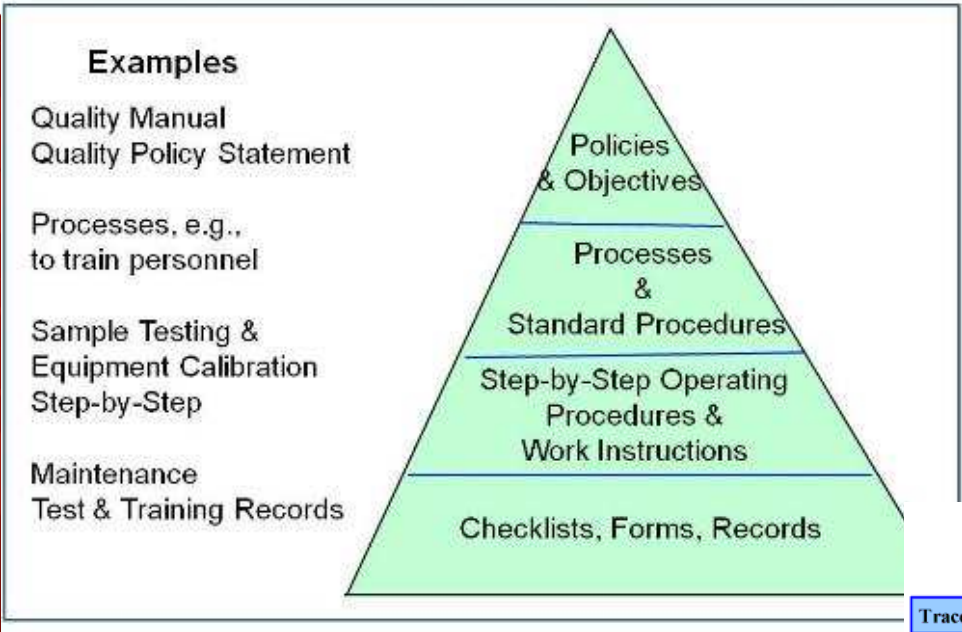 Examples
Quality Manual
Quality Policy Statement
Processes, e.g.,
to train personnel
Sample Testing &
Equipment Calibration
Step-by-Step
Maintenance
Test & Training Records
Policies
& Objectives
Processes
&
Standard Procedures
Step-by-Step Operating
Procedures &
Work Instructions
Checklists, Forms, Records